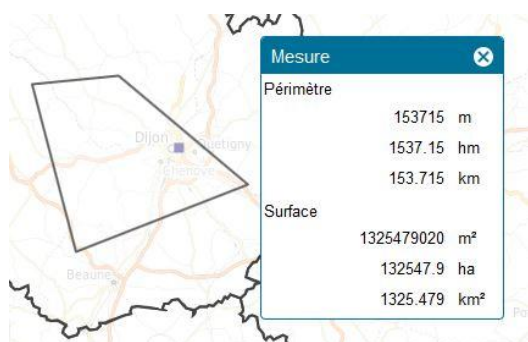 Mesure
Périmètre
153715 m
1537.15 hm
153.715 km
Surface
1325479020 m²
132547.9 ha
1325.479 km²
Dijon
Quetigny
Chenôve
Beaune